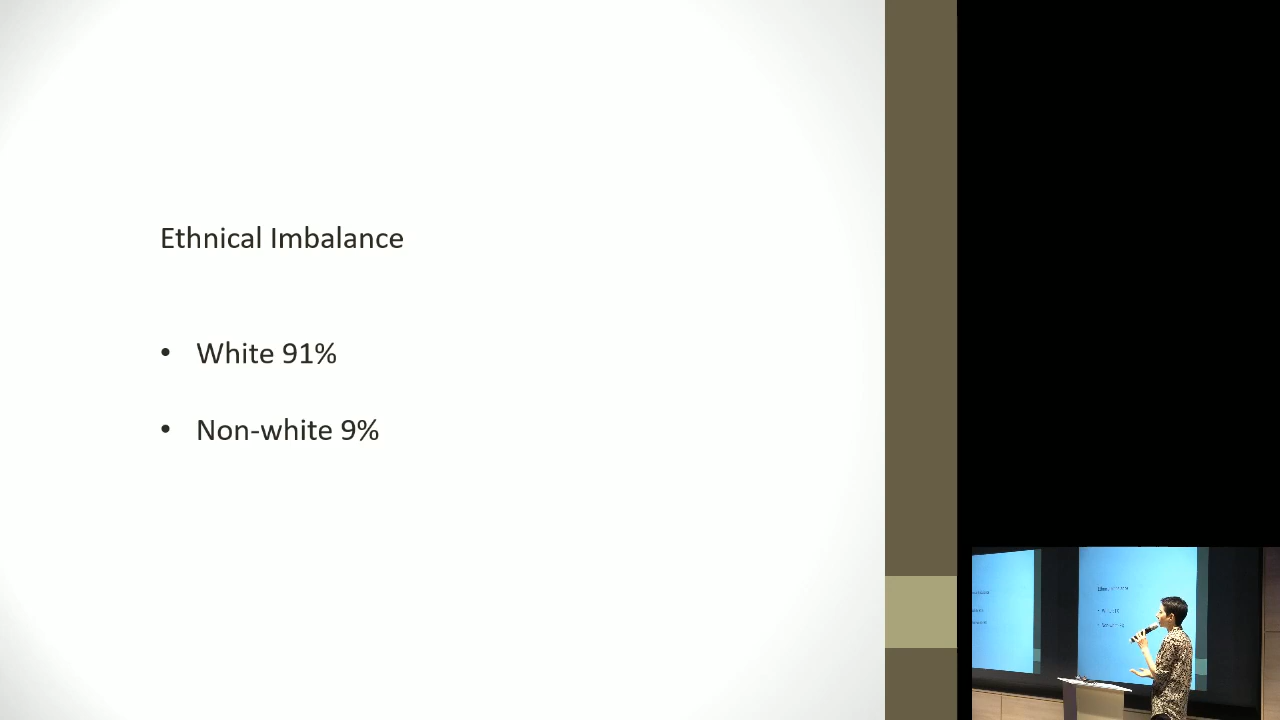 Ethnical Imbalance
• White 91%
• Non-white 9%